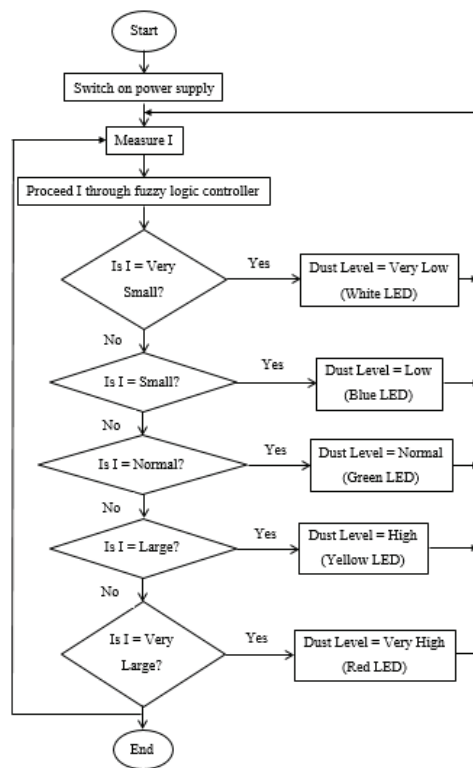 Start
Switch on power supply
Measure I
Proceed I through fuzzy logic controller
Is I = Very
Small?
Yes
Dust Level = Very Low
(White LED)
No
Is I = Small?
Yes
Dust Level = Low
(Blue LED)
No
Is I = Normal?
Yes
Dust Level = Normal
(Green LED)
No
Is I = Large?
Yes
Dust Level = High
(Yellow LED)
No
Is I = Very
Large?
Yes
Dust Level = Very High
(Red LED)
End